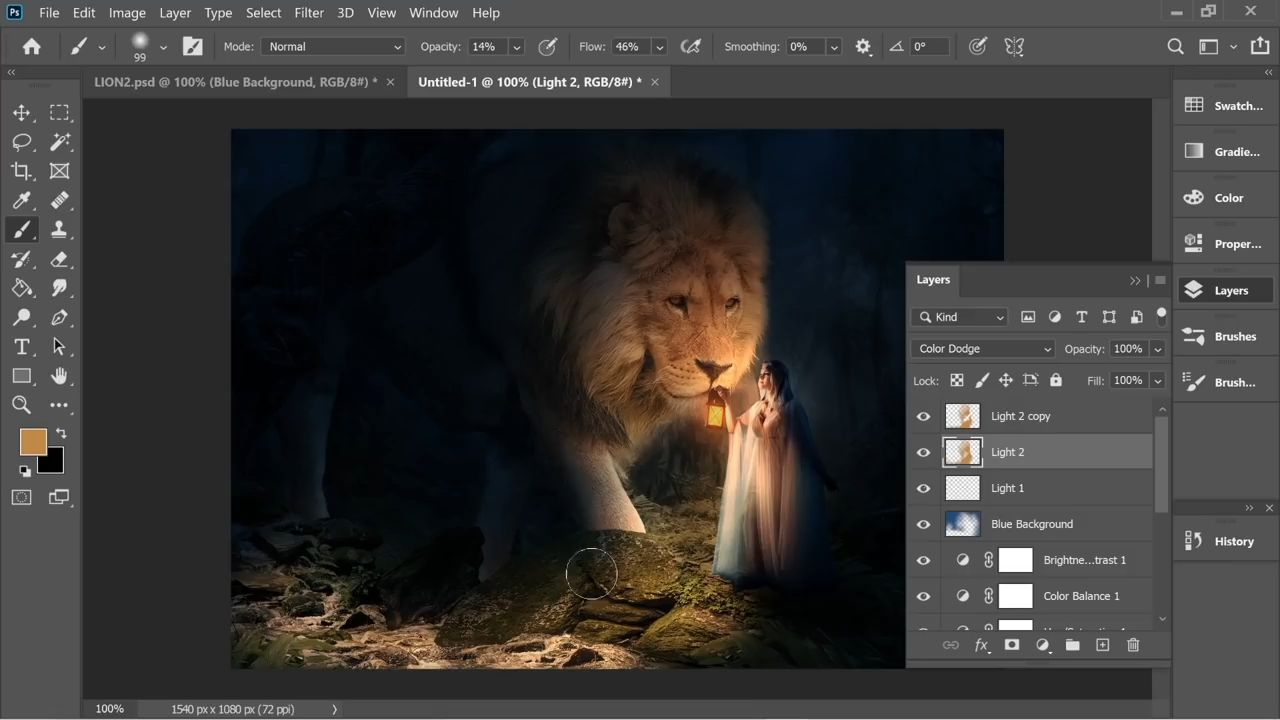 Ps File Edit Image Layer Type Select Filter 3D View Window Help
99 Mode: Normal Opacity: 14% Flow: 46% Smoothing: 0% 0°
LION2.psd @ 100% (Blue Background, RGB/8#) * Untitled-1 @ 100% (Light 2, RGB/8#) *
Swatch...
Gradie...
Color
Proper...
Layers
Brushes
Brush...
History
Layers
Kind
Color Dodge Opacity: 100%
Lock: Fill: 100%
Light 2 copy
Light 2
Light 1
Blue Background
Brightne...trast 1
Color Balance 1
fx
100% 1540 px x 1080 px (72 ppi)